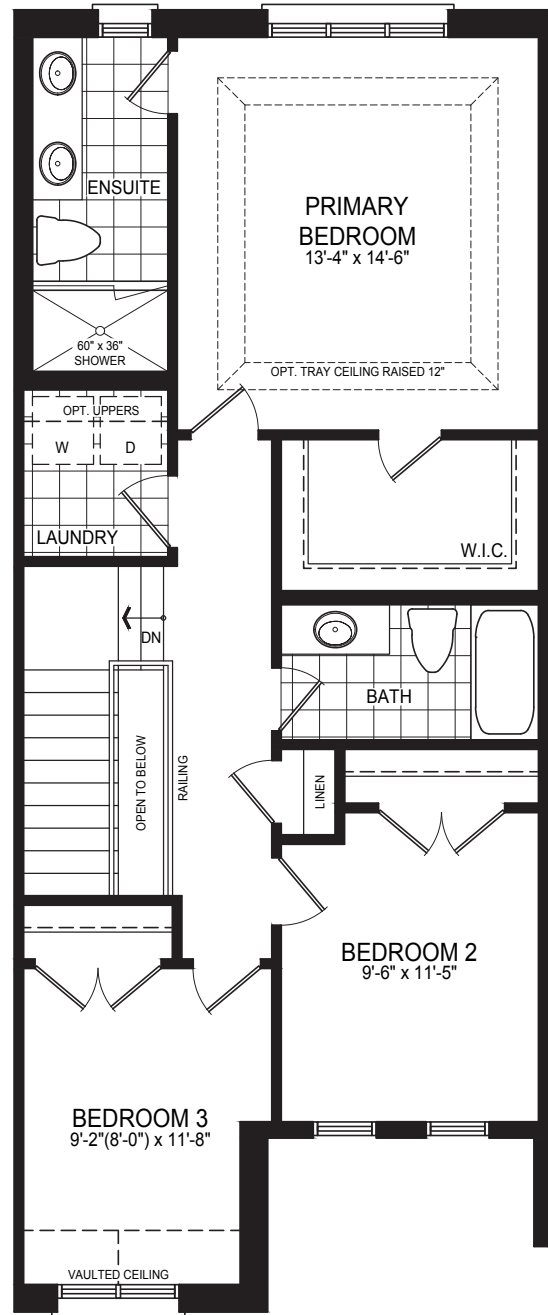 ENSUITE
PRIMARY
BEDROOM
13'-4" x 14'-6"
60" x 36"
SHOWER
OPT. TRAY CEILING RAISED 12"
OPT. UPPERS
W
D
LAUNDRY
W.I.C.
DN
BATH
OPEN TO BELOW
RAILING
LINEN
BEDROOM 2
9'-6" x 11'-5"
BEDROOM 3
9'-2"(8'-0") x 11'-8"
VAULTED CEILING